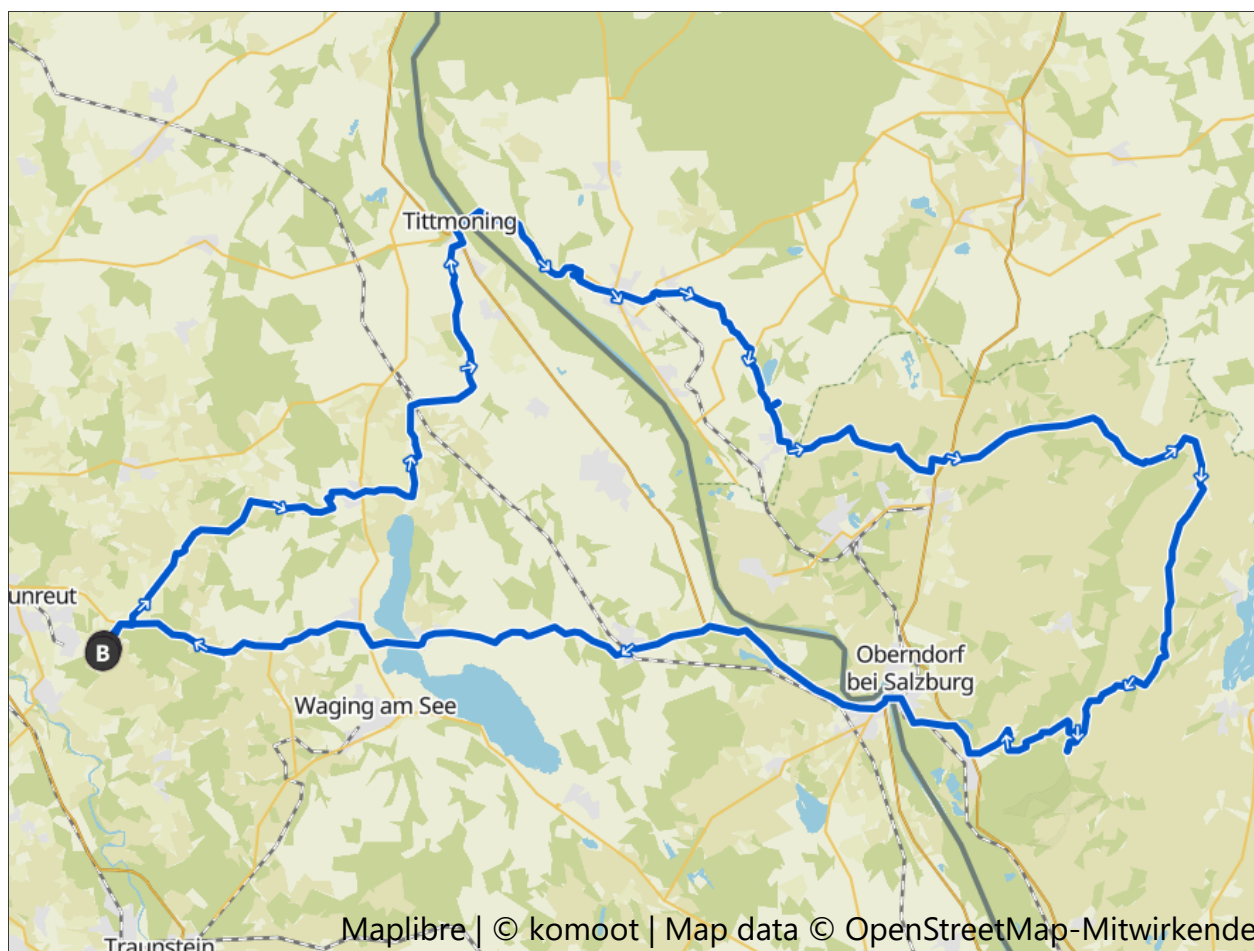 Tittmoning
unreut
B
Oberndorf
bei Salzburg
Waging am See
Traunstein
Maplibre | © komoot | Map data © OpenStreetMap-Mitwirkende